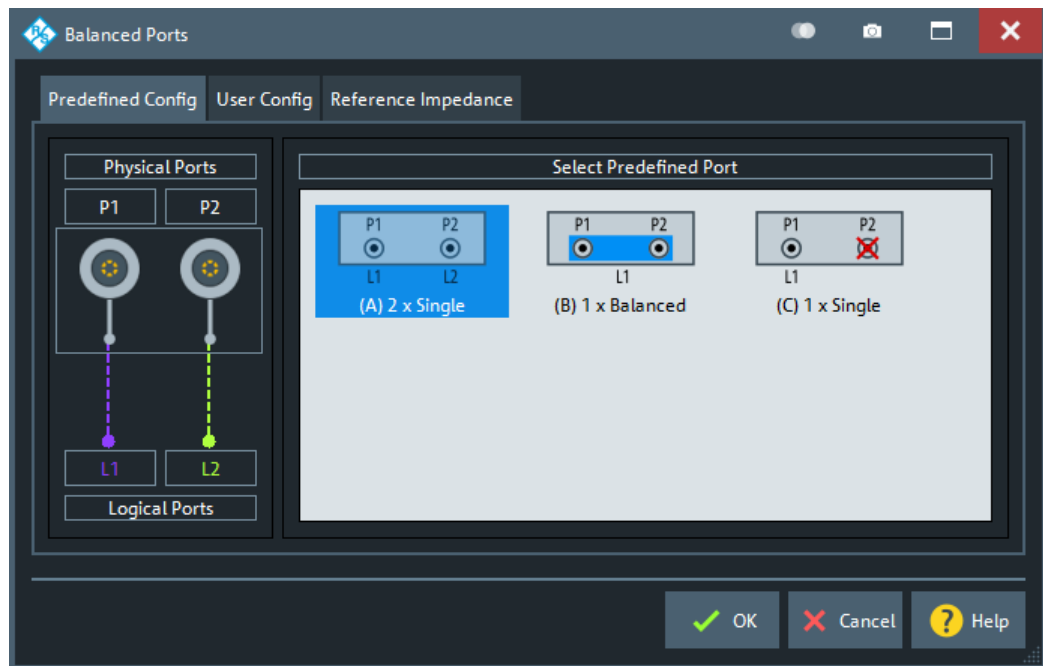 Balanced Ports
Predefined Config User Config Reference Impedance
Physical Ports
P1 P2
L1 L2
Logical Ports
Select Predefined Port
P1 P2
L1 L2
(A) 2 x Single
P1 P2
L1
(B) 1 x Balanced
P1 P2
L1
(C) 1 x Single
OK Cancel ? Help